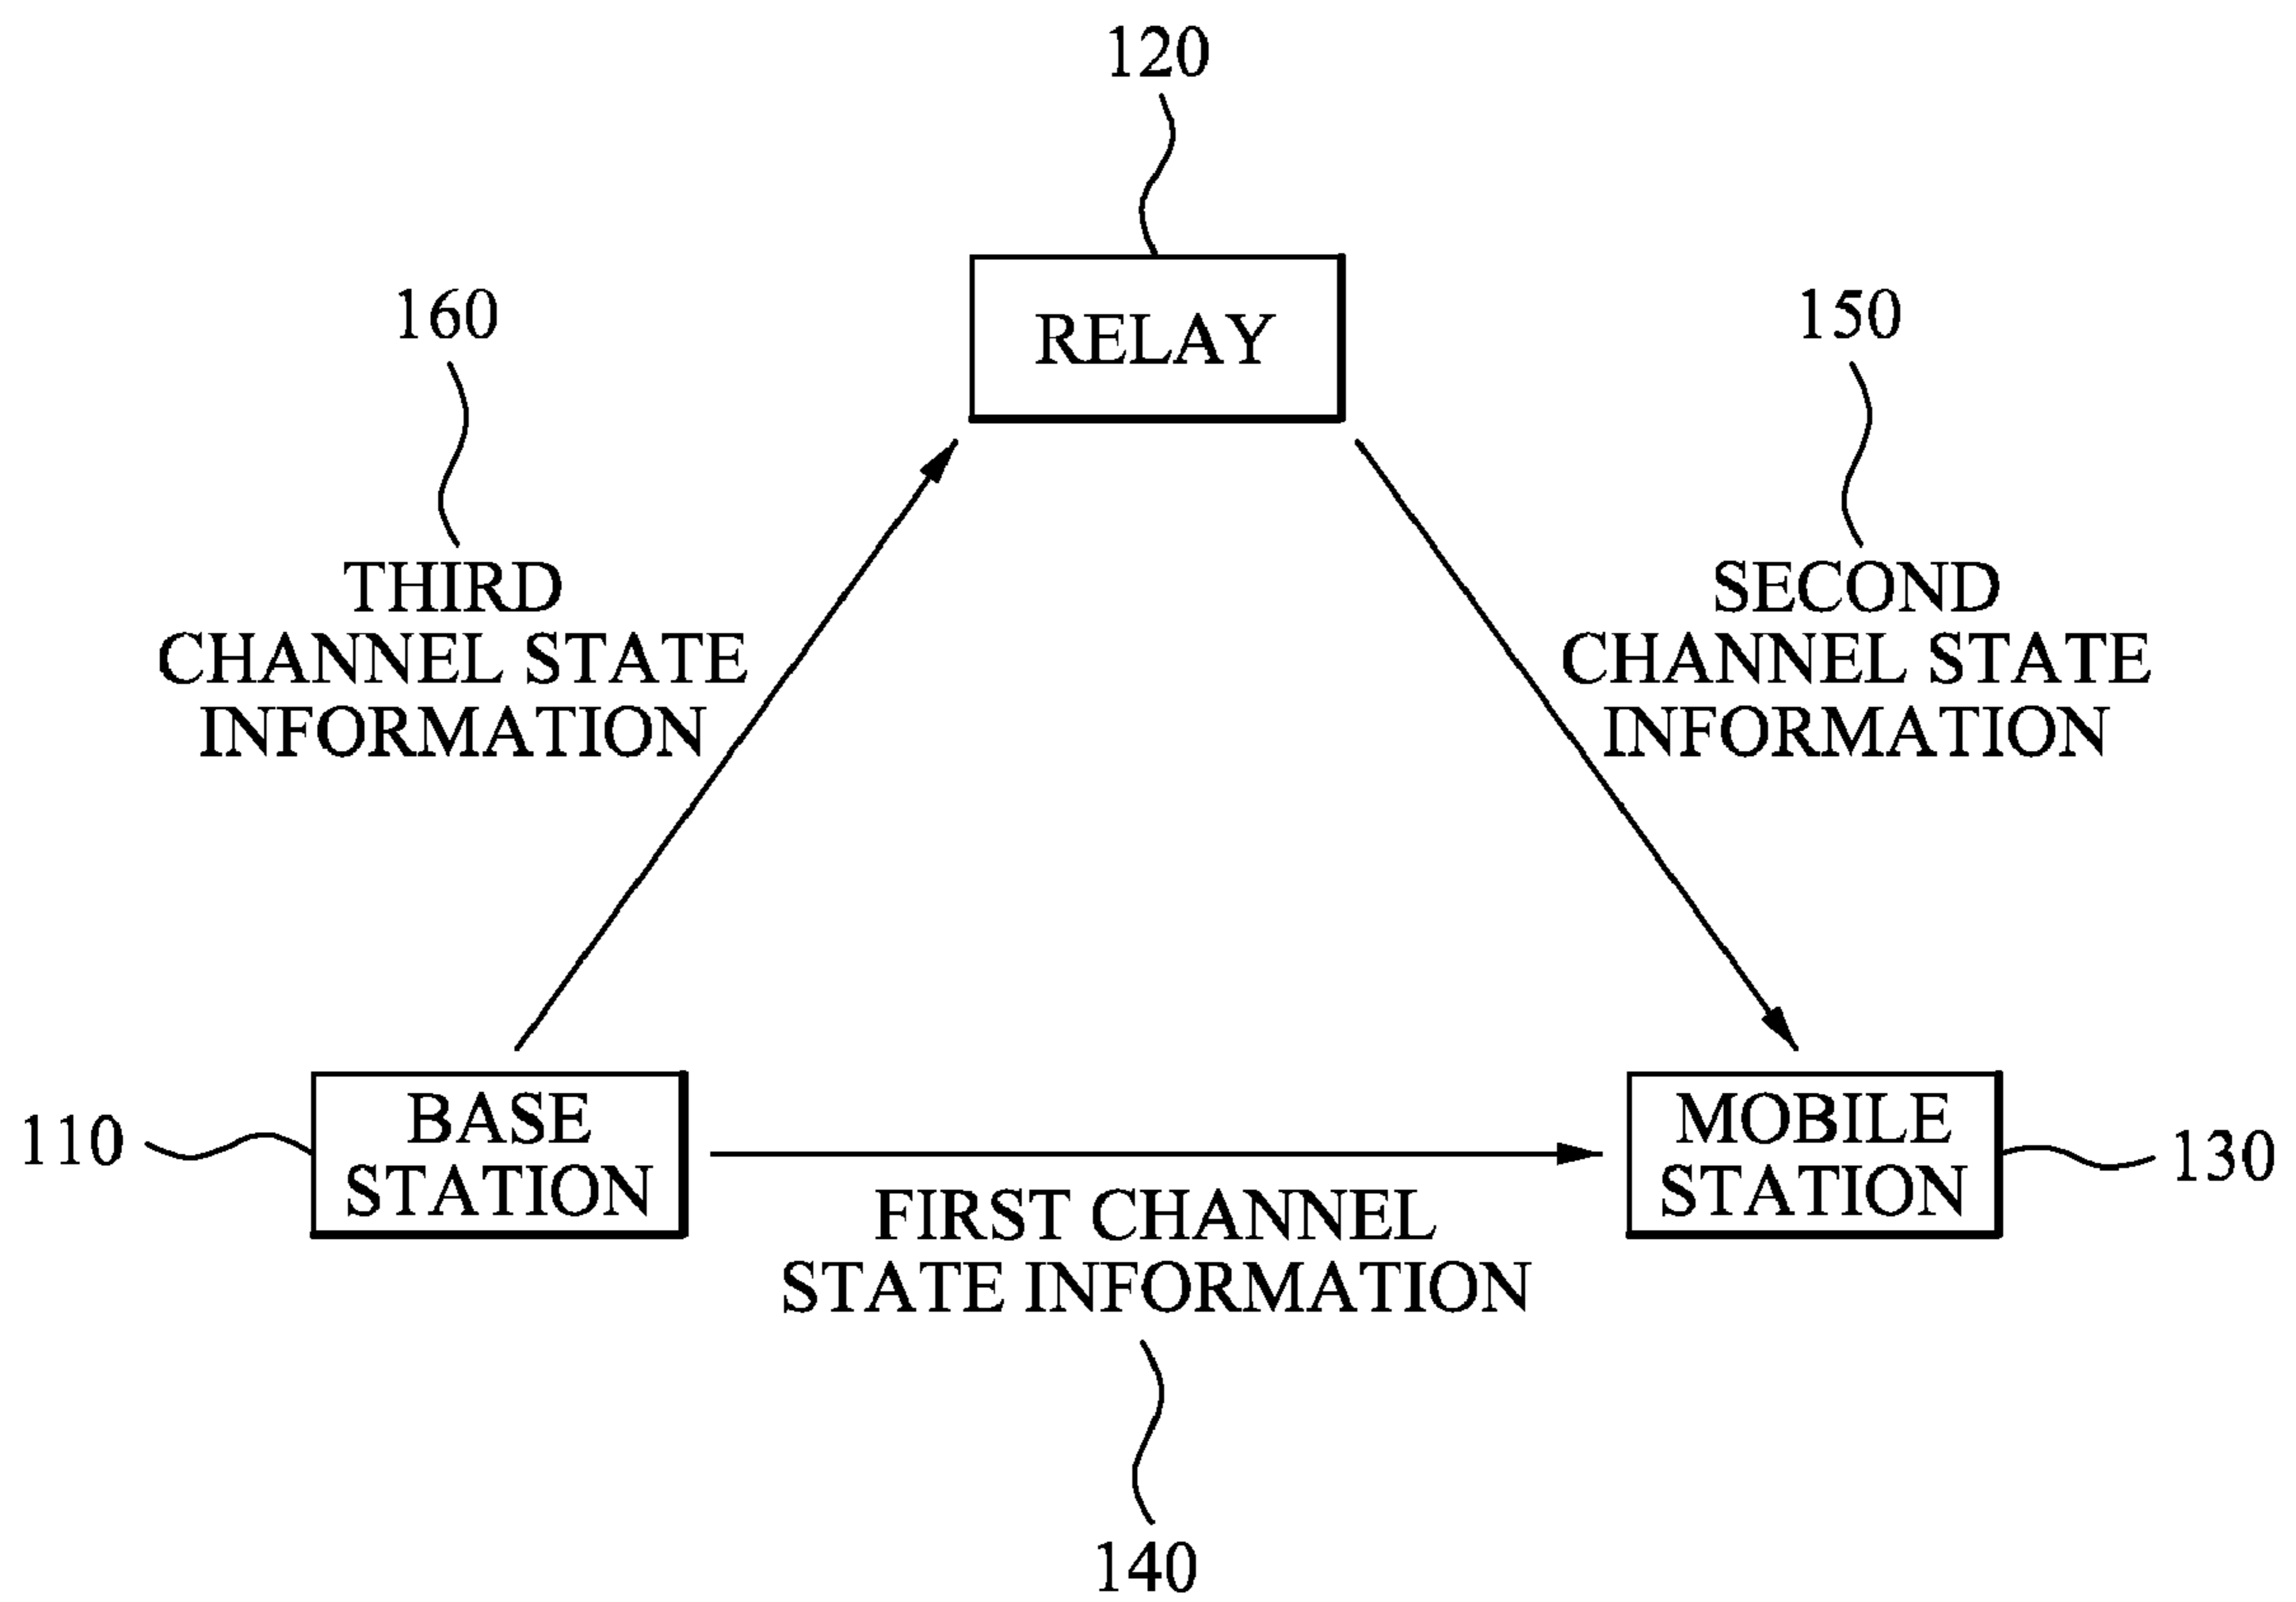 120
160
RELAY
150
THIRD
CHANNEL STATE
INFORMATION
SECOND
CHANNEL STATE
INFORMATION
110
BASE
STATION
MOBILE
STATION
130
FIRST CHANNEL
STATE INFORMATION
140